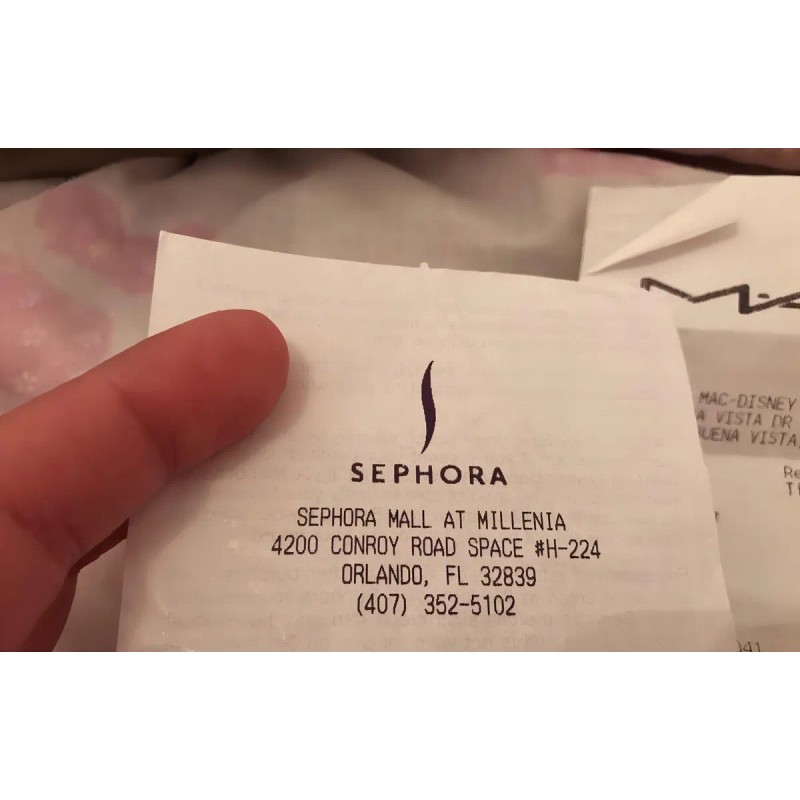 SEPHORA
SEPHORA MALL AT MILLENIA
4200 CONROY ROAD SPACE #H-224
ORLANDO, FL 32839
(407) 352-5102
MAC-DISNEY
VISTA DR
VISTA,